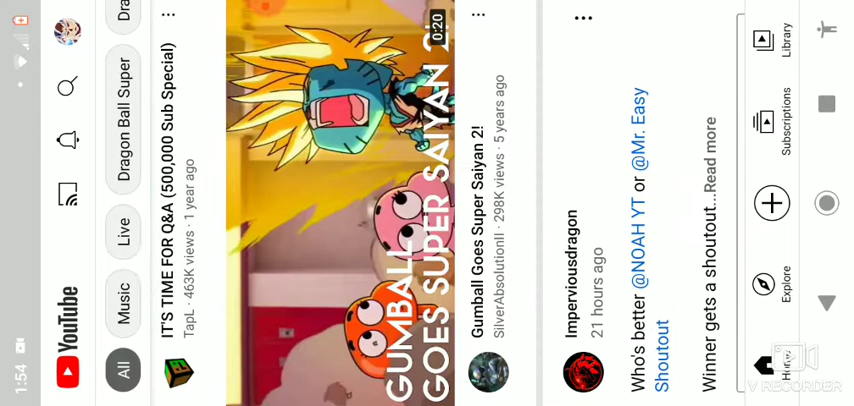 1:54
YouTube
All
Music
Live
Dragon Ball Super
Dra
IT'S TIME FOR Q&A (500,000 Sub Special)
TapL · 463K views · 1 year ago
GUMBALL
GOES SUPER SAIYAN 2!
0:20
Gumball Goes Super Saiyan 2!
SilverAbsolutionII · 298K views · 5 years ago
Imperviousdragon
21 hours ago
Who's better @NOAH YT or @Mr. Easy
Shoutout
Winner gets a shoutout...Read more
Home
Explore
Subscriptions
Library
V RECORDER